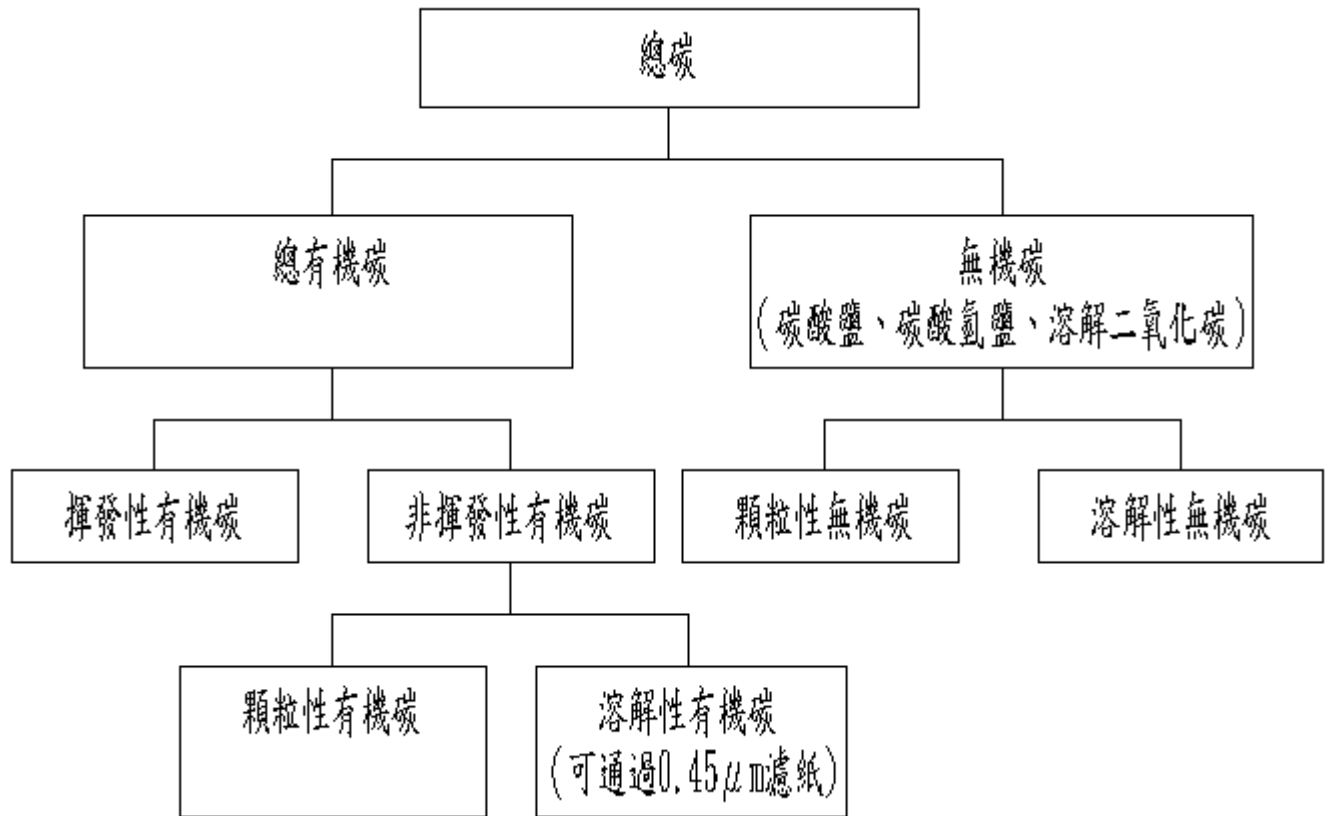 總碳
總有機碳
無機碳
(碳酸鹽、碳酸氫鹽、溶解二氧化碳)
揮發性有機碳
非揮發性有機碳
顆粒性無機碳
溶解性無機碳
顆粒性有機碳
溶解性有機碳
(可通過0.45μm濾紙)